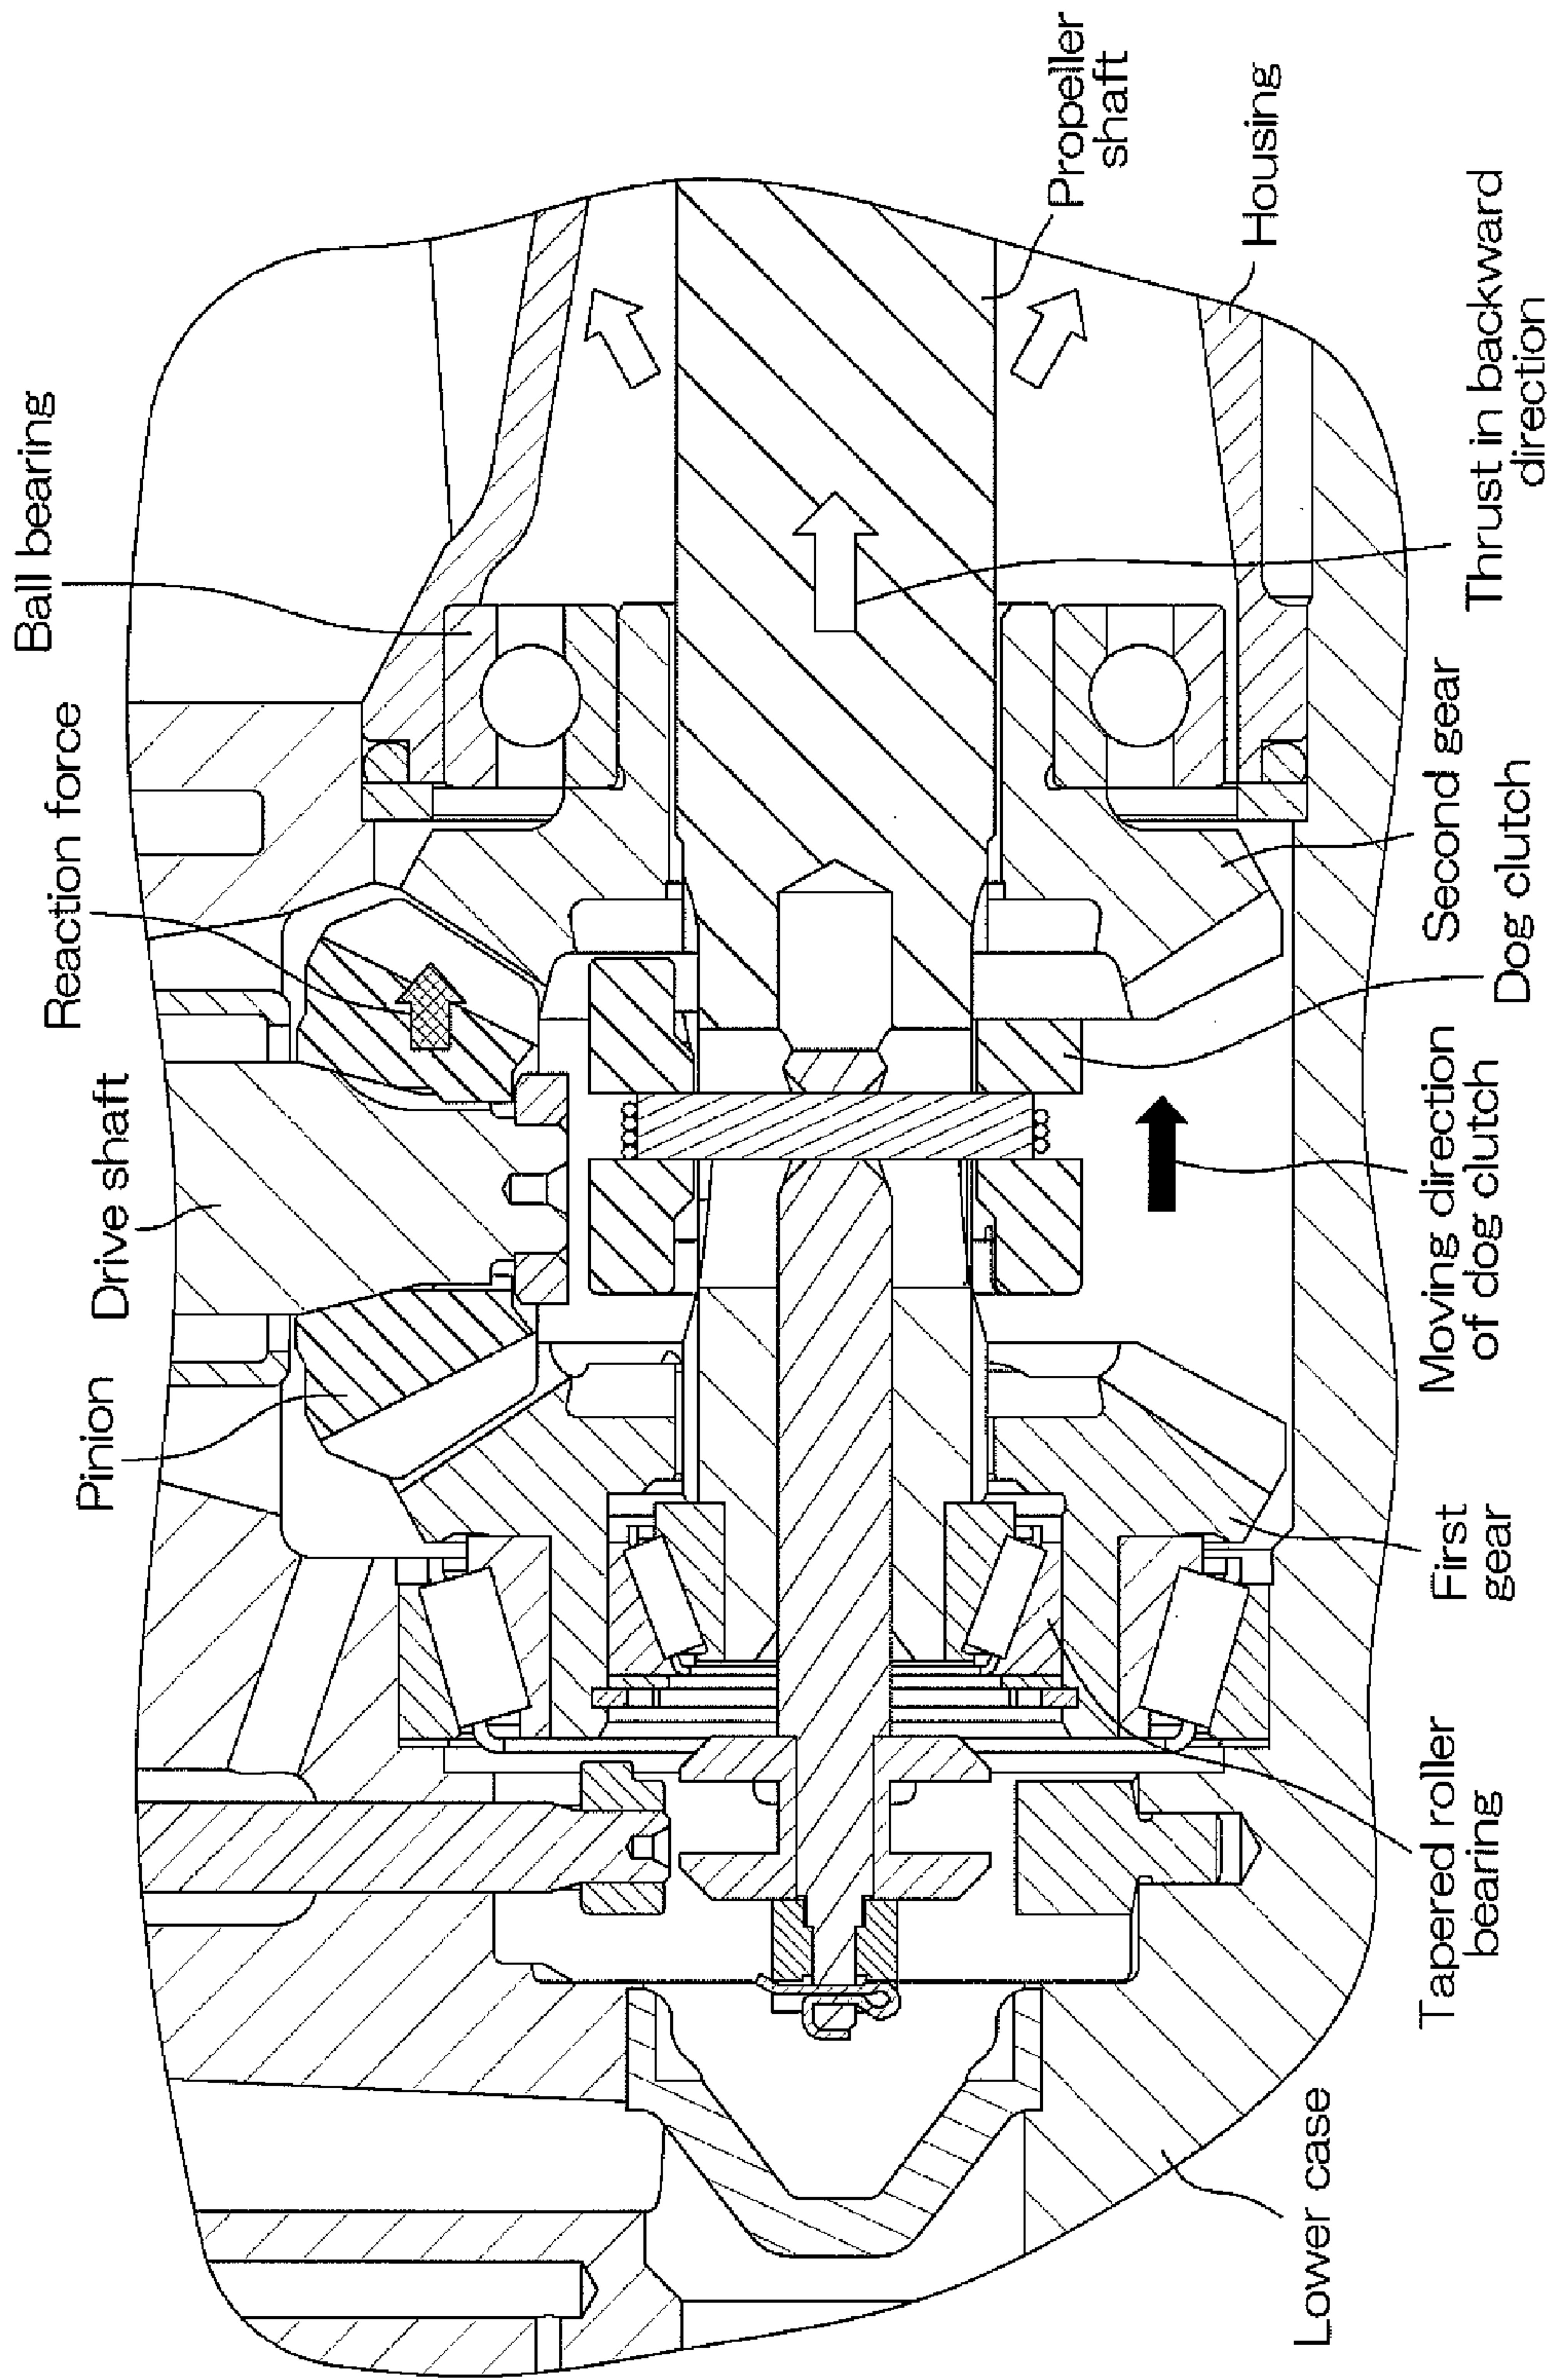 Ball bearing
Reaction force
Drive shaft
Pinion
Propeller
shaft
Housing
Thrust in backward
direction
Second gear
Dog clutch
Moving direction
of dog clutch
First
gear
Tapered roller
bearing
Lower case